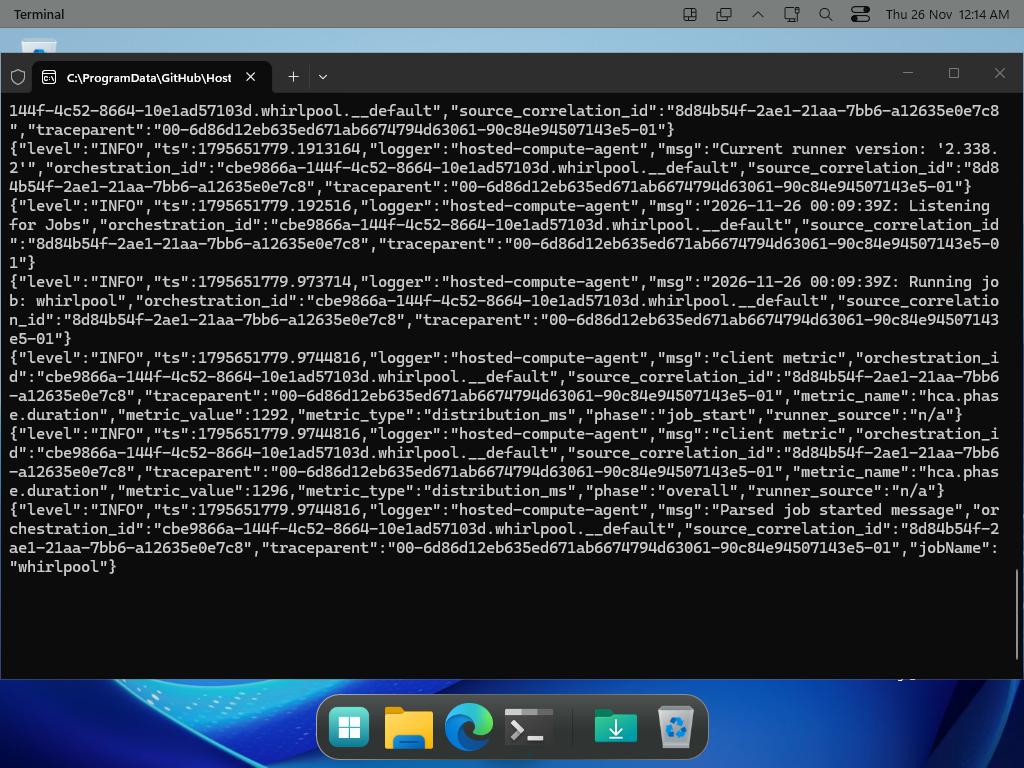 Terminal
Thu 26 Nov 12:14 AM
C:\ProgramData\GitHub\Host
144f-4c52-8664-10e1ad57103d.whirlpool.__default","source_correlation_id":"8d84b54f-2ae1-21aa-7bb6-a12635e0e7c8
","traceparent":"00-6d86d12eb635ed671ab6674794d63061-90c84e94507143e5-01"}
{"level":"INFO","ts":1795651779.1913164,"logger":"hosted-compute-agent","msg":"Current runner version: '2.338.
2'","orchestration_id":"cbe9866a-144f-4c52-8664-10e1ad57103d.whirlpool.__default","source_correlation_id":"8d8
4b54f-2ae1-21aa-7bb6-a12635e0e7c8","traceparent":"00-6d86d12eb635ed671ab6674794d63061-90c84e94507143e5-01"}
{"level":"INFO","ts":1795651779.192516,"logger":"hosted-compute-agent","msg":"2026-11-26 00:09:39Z: Listening
for Jobs","orchestration_id":"cbe9866a-144f-4c52-8664-10e1ad57103d.whirlpool.__default","source_correlation_id
":"8d84b54f-2ae1-21aa-7bb6-a12635e0e7c8","traceparent":"00-6d86d12eb635ed671ab6674794d63061-90c84e94507143e5-0
1"}
{"level":"INFO","ts":1795651779.973714,"logger":"hosted-compute-agent","msg":"2026-11-26 00:09:39Z: Running jo
b: whirlpool","orchestration_id":"cbe9866a-144f-4c52-8664-10e1ad57103d.whirlpool.__default","source_correlatio
n_id":"8d84b54f-2ae1-21aa-7bb6-a12635e0e7c8","traceparent":"00-6d86d12eb635ed671ab6674794d63061-90c84e94507143
e5-01"}
{"level":"INFO","ts":1795651779.9744816,"logger":"hosted-compute-agent","msg":"client metric","orchestration_i
d":"cbe9866a-144f-4c52-8664-10e1ad57103d.whirlpool.__default","source_correlation_id":"8d84b54f-2ae1-21aa-7bb6
-a12635e0e7c8","traceparent":"00-6d86d12eb635ed671ab6674794d63061-90c84e94507143e5-01","metric_name":"hca.phas
e.duration","metric_value":1292,"metric_type":"distribution_ms","phase":"job_start","runner_source":"n/a"}
{"level":"INFO","ts":1795651779.9744816,"logger":"hosted-compute-agent","msg":"client metric","orchestration_i
d":"cbe9866a-144f-4c52-8664-10e1ad57103d.whirlpool.__default","source_correlation_id":"8d84b54f-2ae1-21aa-7bb6
-a12635e0e7c8","traceparent":"00-6d86d12eb635ed671ab6674794d63061-90c84e94507143e5-01","metric_name":"hca.phas
e.duration","metric_value":1296,"metric_type":"distribution_ms","phase":"overall","runner_source":"n/a"}
{"level":"INFO","ts":1795651779.9744816,"logger":"hosted-compute-agent","msg":"Parsed job started message","or
chestration_id":"cbe9866a-144f-4c52-8664-10e1ad57103d.whirlpool.__default","source_correlation_id":"8d84b54f-2
ae1-21aa-7bb6-a12635e0e7c8","traceparent":"00-6d86d12eb635ed671ab6674794d63061-90c84e94507143e5-01","jobName":
"whirlpool"}